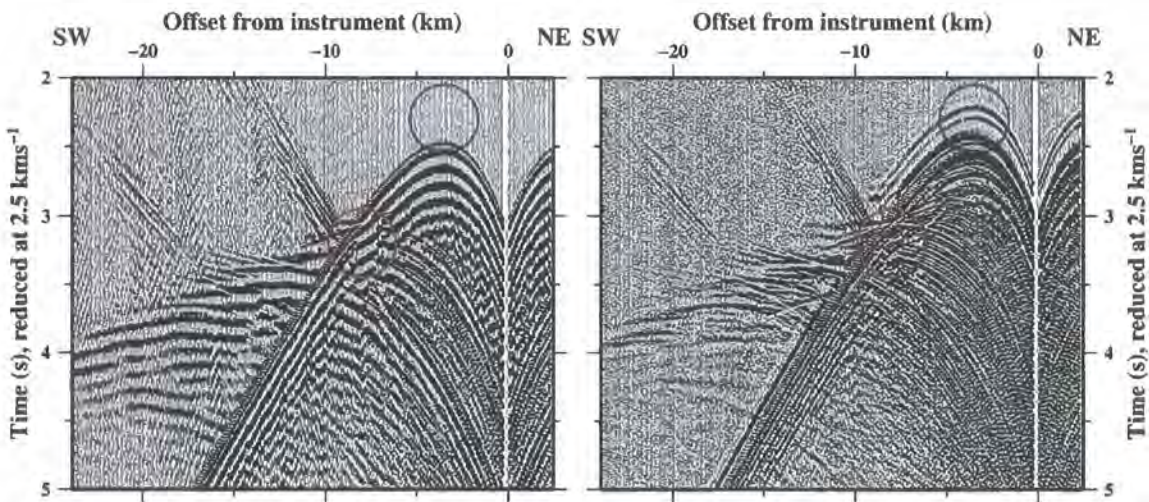 Offset from instrument (km)
SW
NE
−20
−10
0
2
3
4
5
Time (s), reduced at 2.5 kms⁻¹
Offset from instrument (km)
SW
NE
−20
−10
0
2
3
4
5
Time (s), reduced at 2.5 kms⁻¹